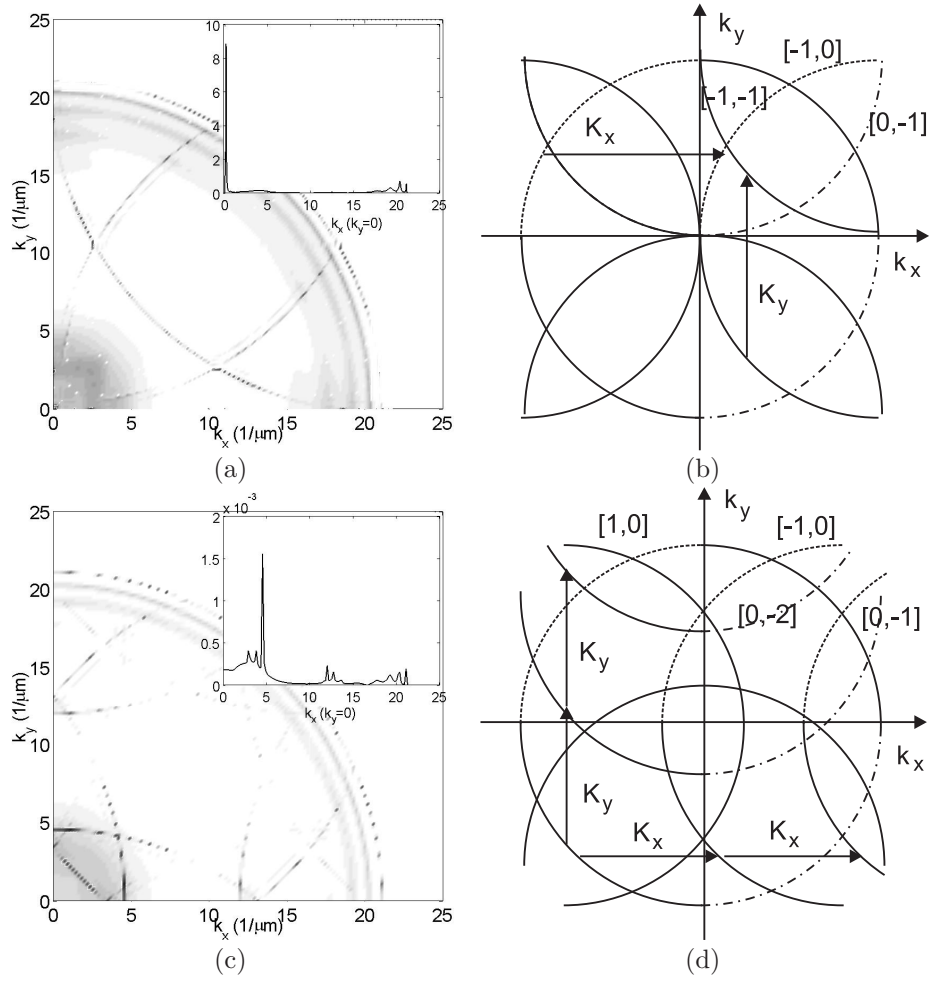 25
20
15
10
5
0
k_y (1/μm)
0 5 10 15 20 25
k_x (1/μm)
10
8
6
4
2
0
0 5 10 15 20 25
k_x (k_y=0)
(a)
k_y
[-1,0]
[-1,-1]
[0,-1]
K_x
k_x
K_y
(b)
25
20
15
10
5
0
k_y (1/μm)
0 5 10 15 20 25
k_x (1/μm)
x 10^-3
2
1.5
1
0.5
0
0 5 10 15 20 25
k_x (k_y=0)
(c)
k_y
[1,0] [-1,0]
[0,-2] [0,-1]
K_y
k_x
K_y
K_x K_x
(d)